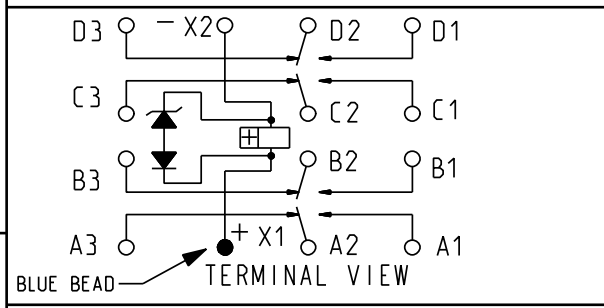 D3 − X2 D2 D1
C3 C2 C1
+
B3 B2 B1
A3 + X1 A2 A1
BLUE BEAD TERMINAL VIEW